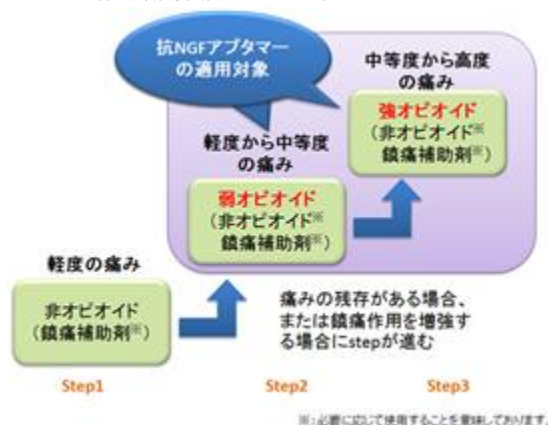 抗NGFアプタマー
の適用対象
中等度から高度
の痛み
強オピオイド
(非オピオイド※
鎮痛補助剤※)
軽度から中等度
の痛み
弱オピオイド
(非オピオイド※
鎮痛補助剤※)
軽度の痛み
非オピオイド
(鎮痛補助剤※)
痛みの残存がある場合、
または鎮痛作用を増強す
る場合にstepが進む
Step1
Step2
Step3
※:必要に応じて使用することを意味しております。